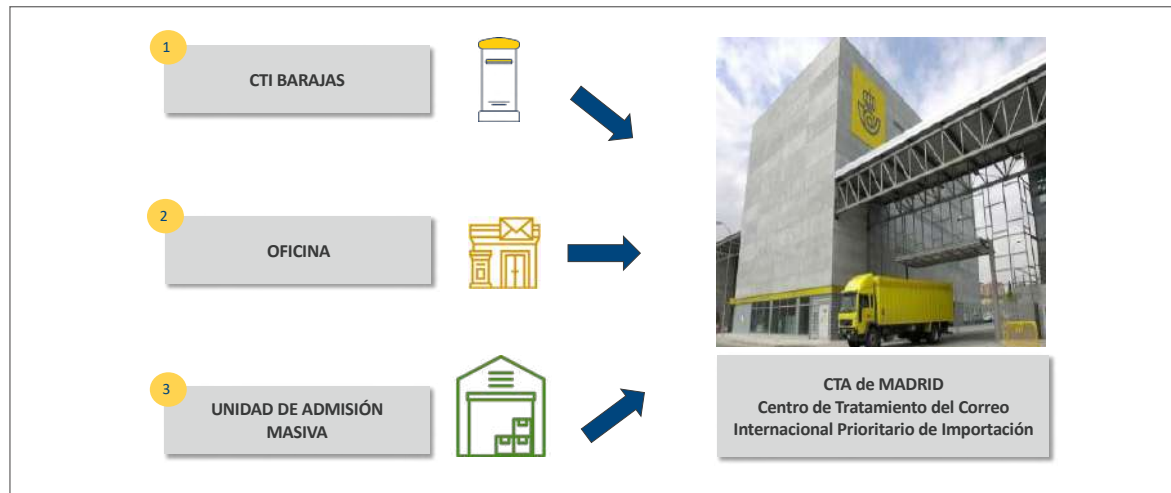 1
CTI BARAJAS
2
OFICINA
3
UNIDAD DE ADMISIÓN
MASIVA
CTA de MADRID
Centro de Tratamiento del Correo
Internacional Prioritario de Importación